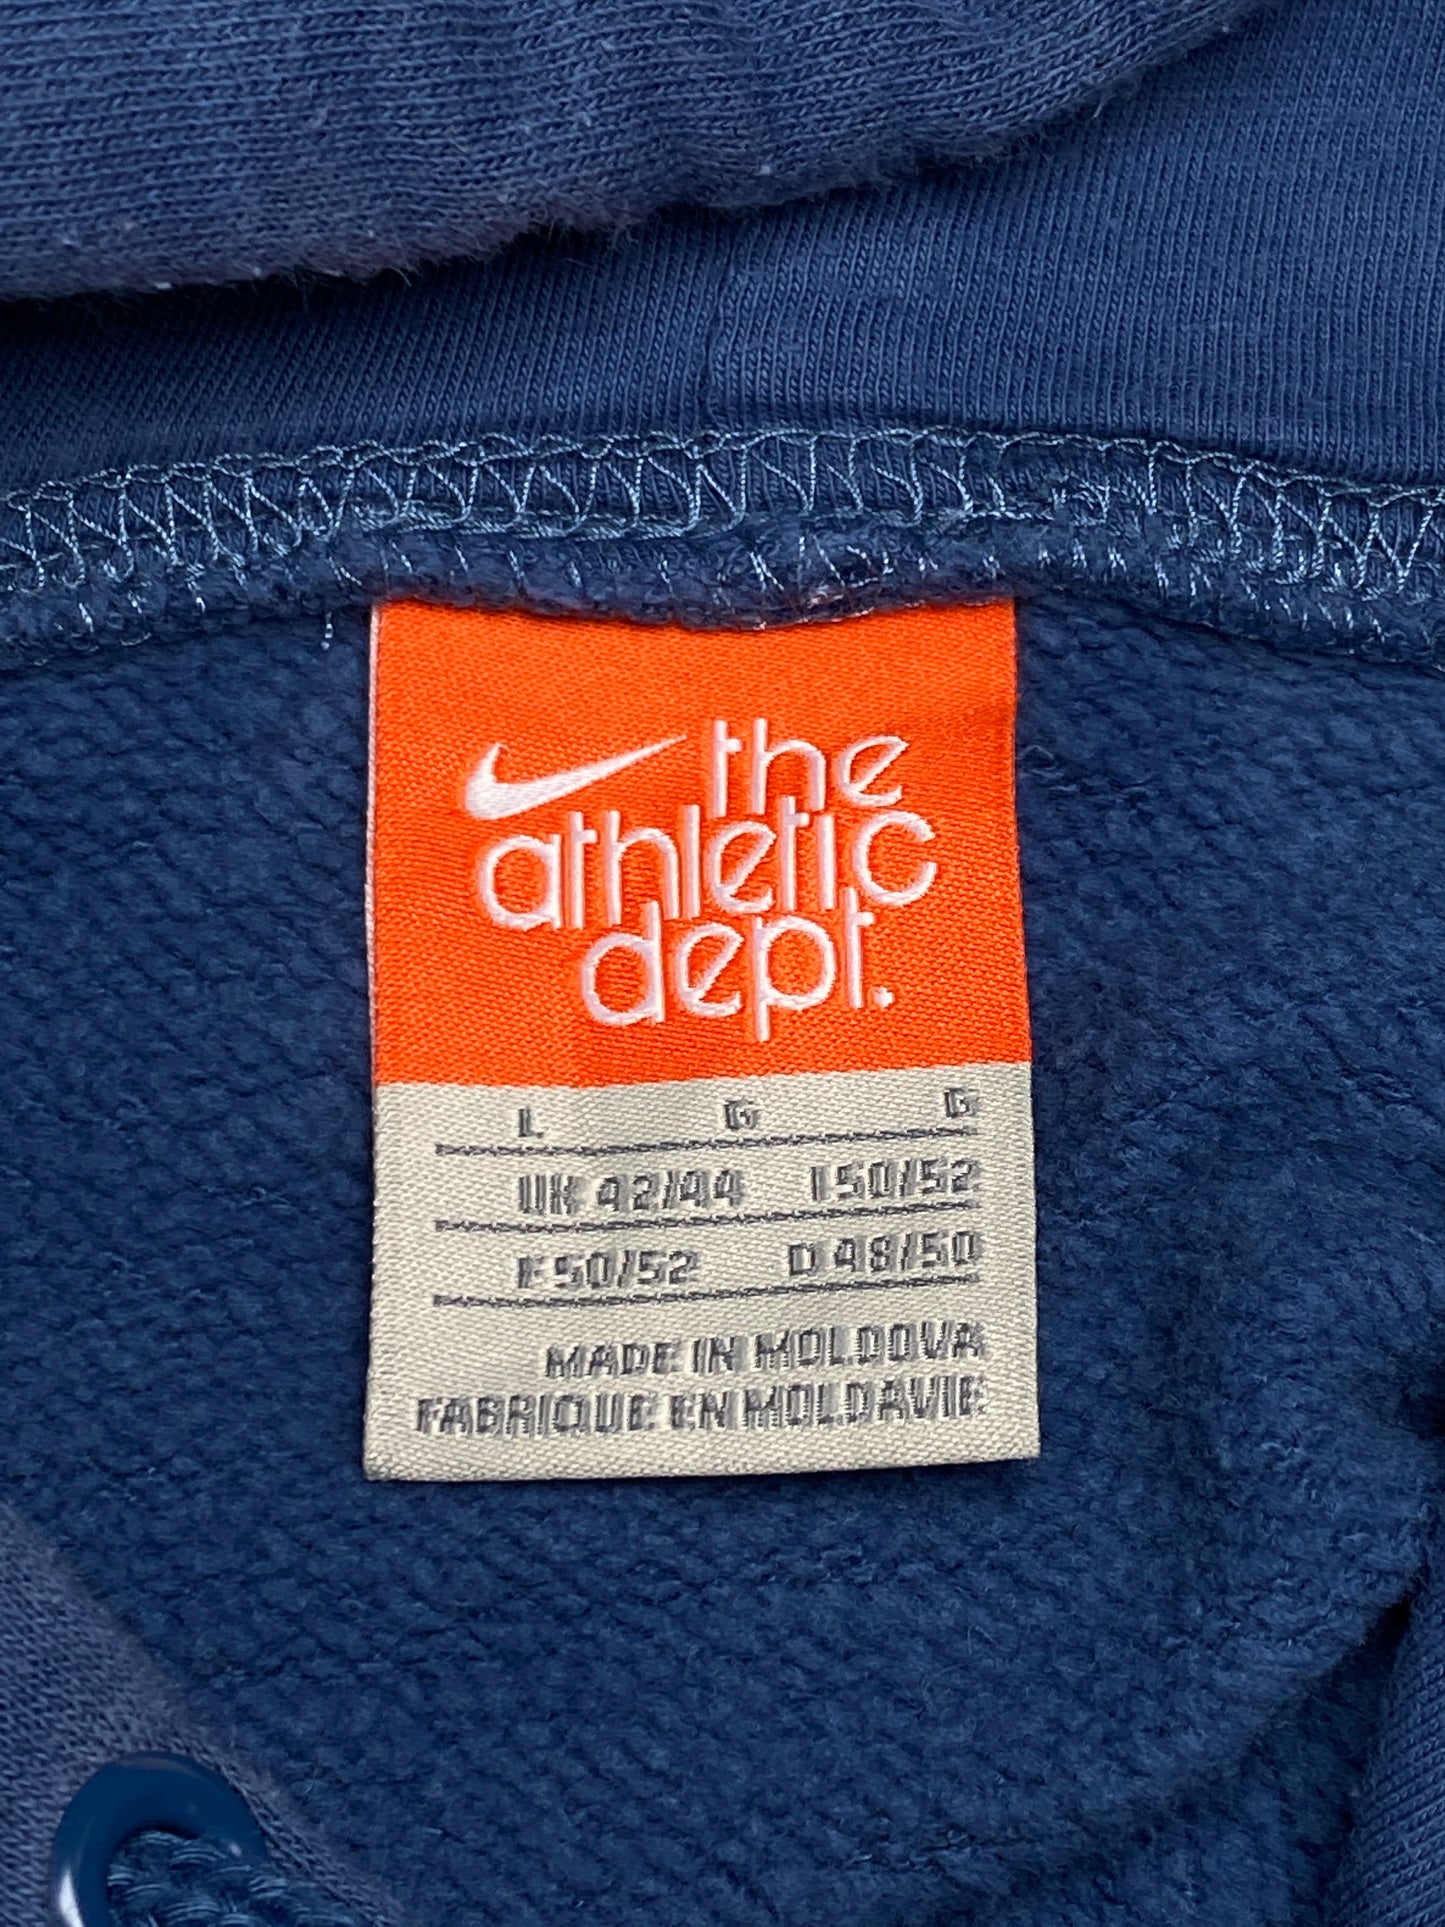 the
athletic
dept.
L G G
UK 42/44 I 50/52
F 50/52 D 48/50
MADE IN MOLDOVA
FABRIQUE EN MOLDAVIE